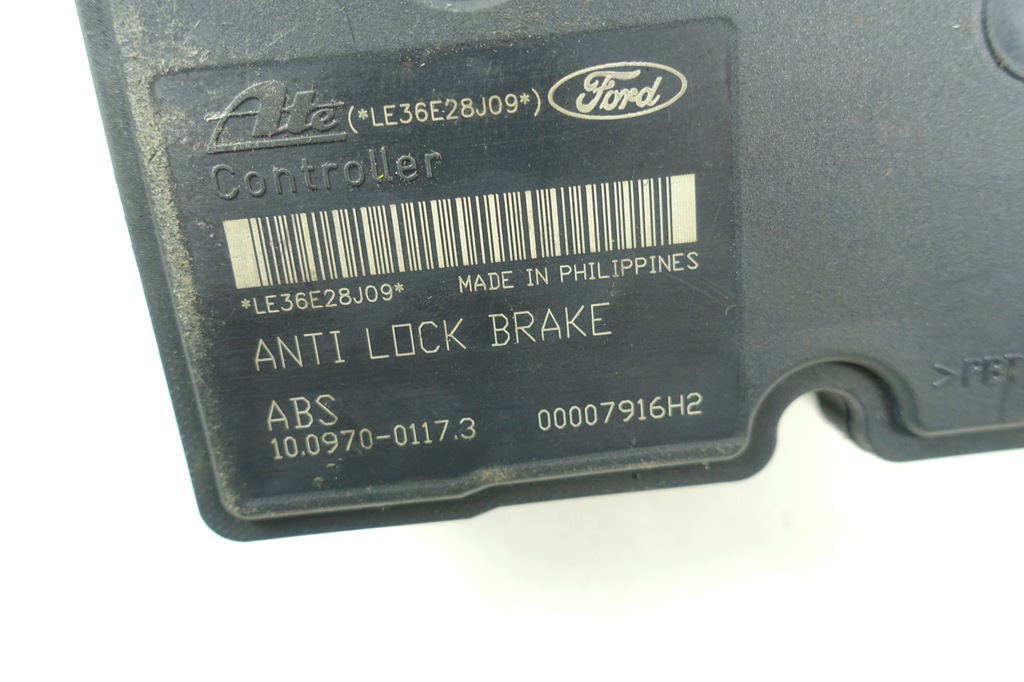 Ate (*LE36E28J09*) Ford
Controller
*LE36E28J09* MADE IN PHILIPPINES
ANTI LOCK BRAKE
ABS
10.0970-0117.3 00007916H2